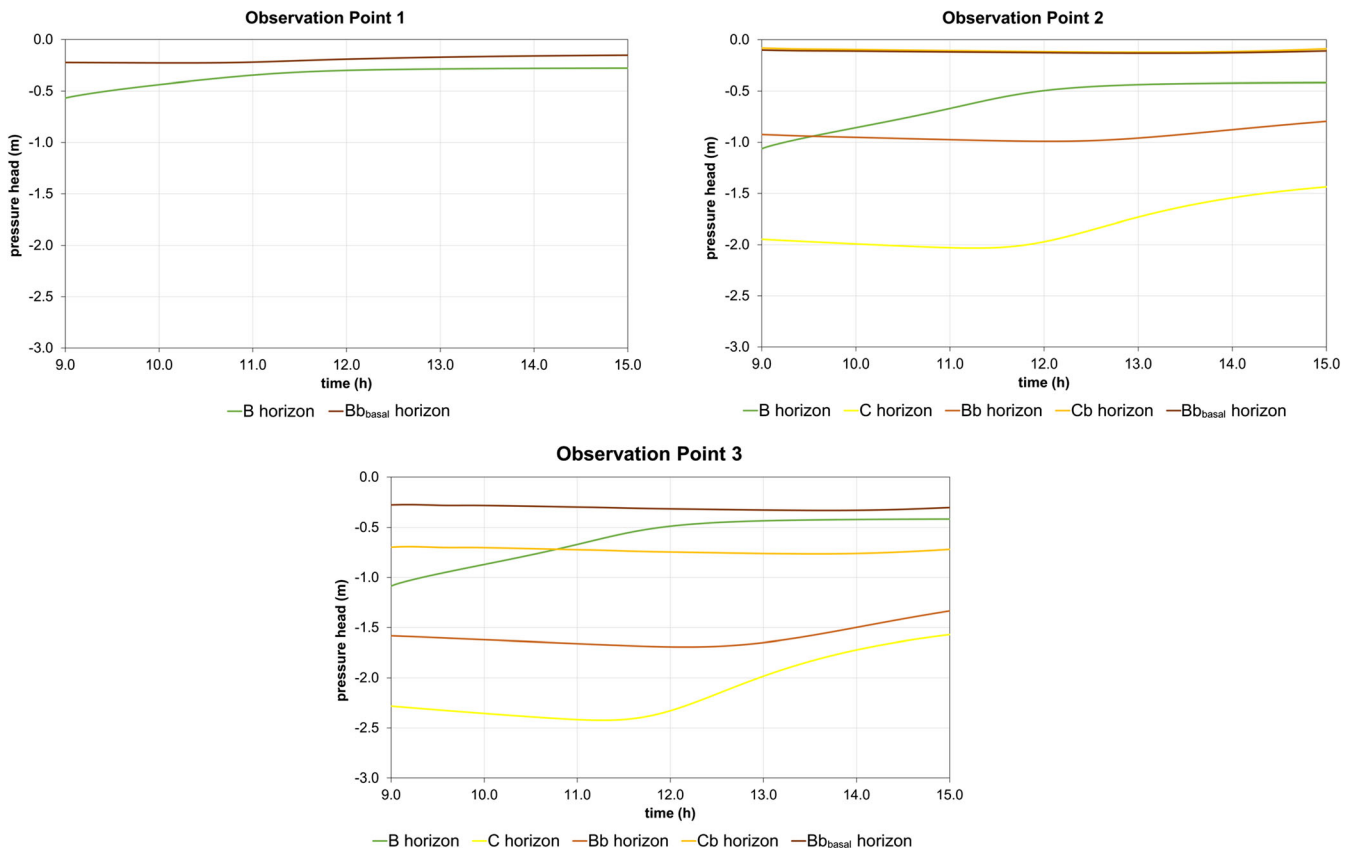 Observation Point 1
0.0
-0.5
-1.0
-1.5
-2.0
-2.5
-3.0
pressure head (m)
9.0 10.0 11.0 12.0 13.0 14.0 15.0
time (h)
B horizon Bbbasal horizon
Observation Point 2
0.0
-0.5
-1.0
-1.5
-2.0
-2.5
-3.0
pressure head (m)
9.0 10.0 11.0 12.0 13.0 14.0 15.0
time (h)
B horizon C horizon Bb horizon Cb horizon Bbbasal horizon
Observation Point 3
0.0
-0.5
-1.0
-1.5
-2.0
-2.5
-3.0
pressure head (m)
9.0 10.0 11.0 12.0 13.0 14.0 15.0
time (h)
B horizon C horizon Bb horizon Cb horizon Bbbasal horizon